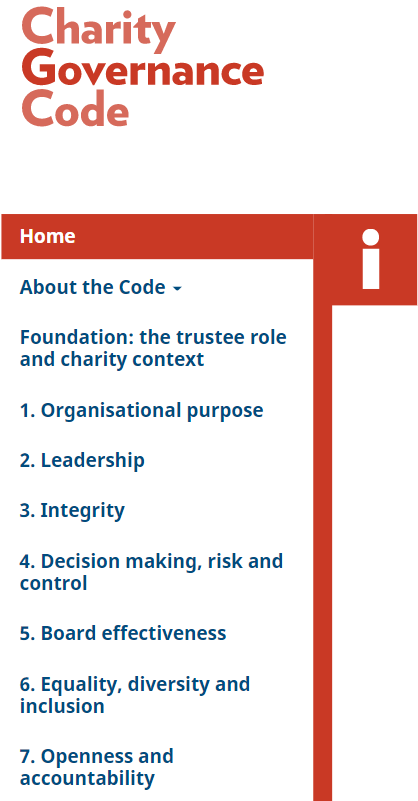 Charity
Governance
Code
Home
i
About the Code
Foundation: the trustee role
and charity context
1. Organisational purpose
2. Leadership
3. Integrity
4. Decision making, risk and
control
5. Board effectiveness
6. Equality, diversity and
inclusion
7. Openness and
accountability